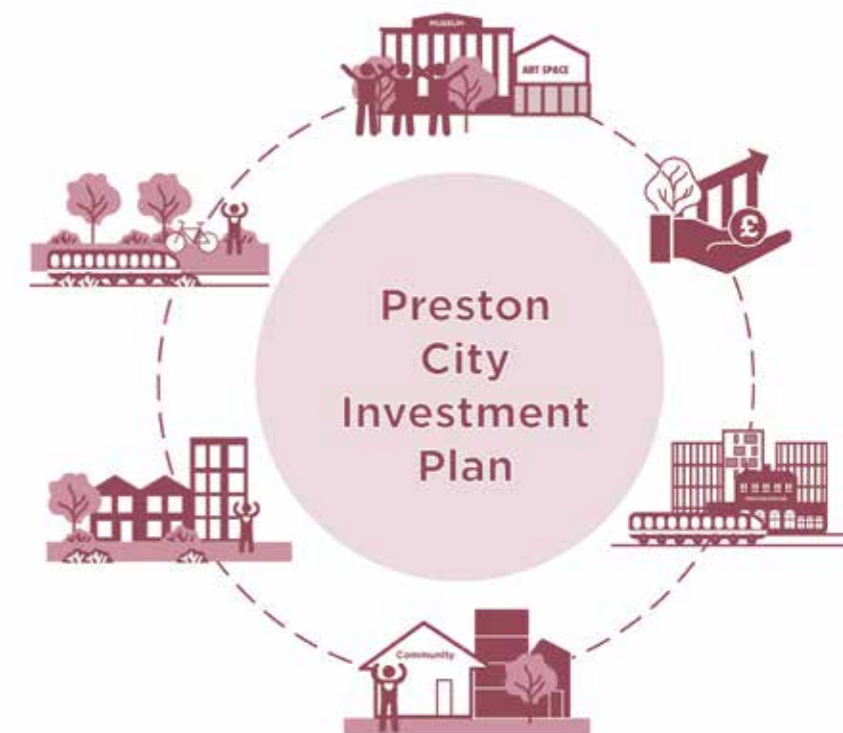 MUSEUM
ART SPACE
£
Preston
City
Investment
Plan
Community